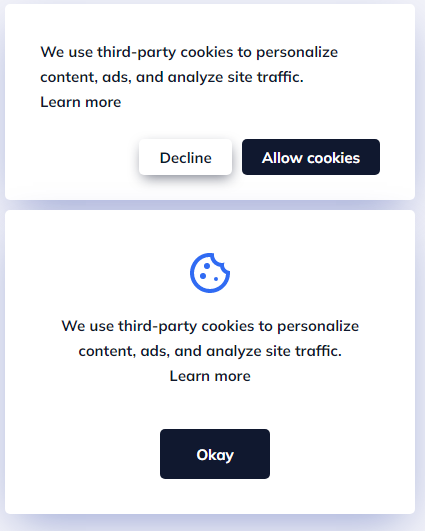 We use third-party cookies to personalize
content, ads, and analyze site traffic.
Learn more
Decline Allow cookies
We use third-party cookies to personalize
content, ads, and analyze site traffic.
Learn more
Okay